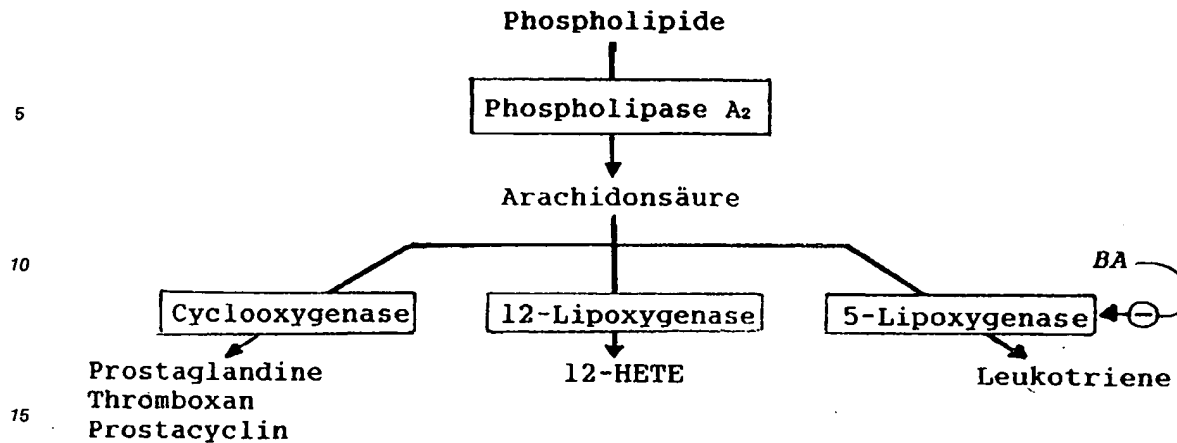 Phospholipide
5
Phospholipase A₂
Arachidonsäure
10
BA
Cyclooxygenase 12-Lipoxygenase 5-Lipoxygenase −
Prostaglandine 12-HETE Leukotriene
Thromboxan
15
Prostacyclin